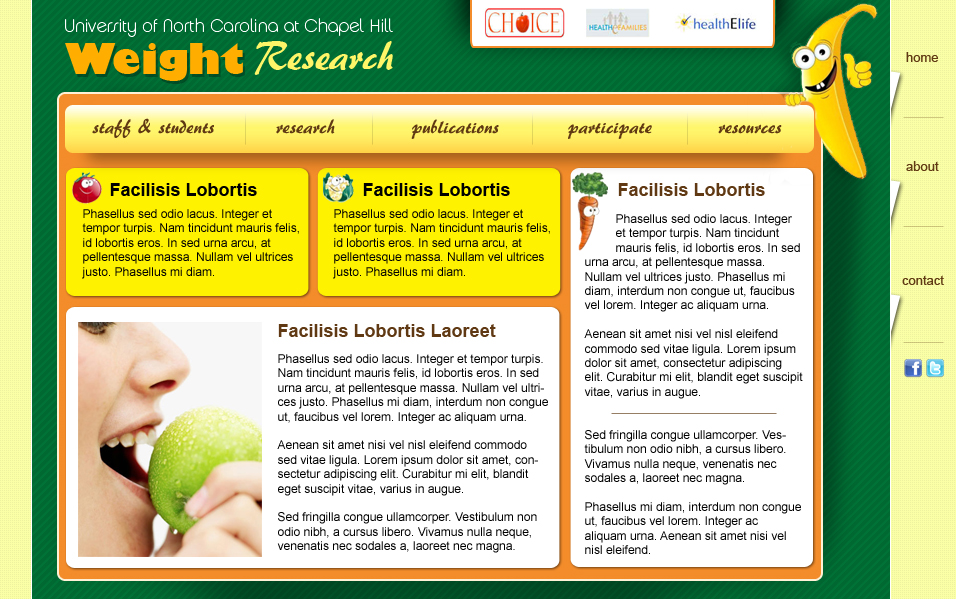 University of North Carolina at Chapel Hill
Weight Research
CHOICE
HEALTH FAMILIES
healthElife
home
about
contact
staff & students
research
publications
participate
resources
Facilisis Lobortis
Phasellus sed odio lacus. Integer et
tempor turpis. Nam tincidunt mauris felis,
id lobortis eros. In sed urna arcu, at
pellentesque massa. Nullam vel ultrices
justo. Phasellus mi diam.
Facilisis Lobortis
Phasellus sed odio lacus. Integer et
tempor turpis. Nam tincidunt mauris felis,
id lobortis eros. In sed urna arcu, at
pellentesque massa. Nullam vel ultrices
justo. Phasellus mi diam.
Facilisis Lobortis
Phasellus sed odio lacus. Integer
et tempor turpis. Nam tincidunt
mauris felis, id lobortis eros. In sed
urna arcu, at pellentesque massa.
Nullam vel ultrices justo. Phasellus mi
diam, interdum non congue ut, faucibus
vel lorem. Integer ac aliquam urna.
Aenean sit amet nisi vel nisl eleifend
commodo sed vitae ligula. Lorem ipsum
dolor sit amet, consectetur adipiscing
elit. Curabitur mi elit, blandit eget suscipit
vitae, varius in augue.
Sed fringilla congue ullamcorper. Ves-
tibulum non odio nibh, a cursus libero.
Vivamus nulla neque, venenatis nec
sodales a, laoreet nec magna.
Phasellus mi diam, interdum non congue
ut, faucibus vel lorem. Integer ac
aliquam urna. Aenean sit amet nisi vel
nisl eleifend.
Facilisis Lobortis Laoreet
Phasellus sed odio lacus. Integer et tempor turpis.
Nam tincidunt mauris felis, id lobortis eros. In sed
urna arcu, at pellentesque massa. Nullam vel ultri-
ces justo. Phasellus mi diam, interdum non congue
ut, faucibus vel lorem. Integer ac aliquam urna.
Aenean sit amet nisi vel nisl eleifend commodo
sed vitae ligula. Lorem ipsum dolor sit amet, con-
sectetur adipiscing elit. Curabitur mi elit, blandit
eget suscipit vitae, varius in augue.
Sed fringilla congue ullamcorper. Vestibulum non
odio nibh, a cursus libero. Vivamus nulla neque,
venenatis nec sodales a, laoreet nec magna.